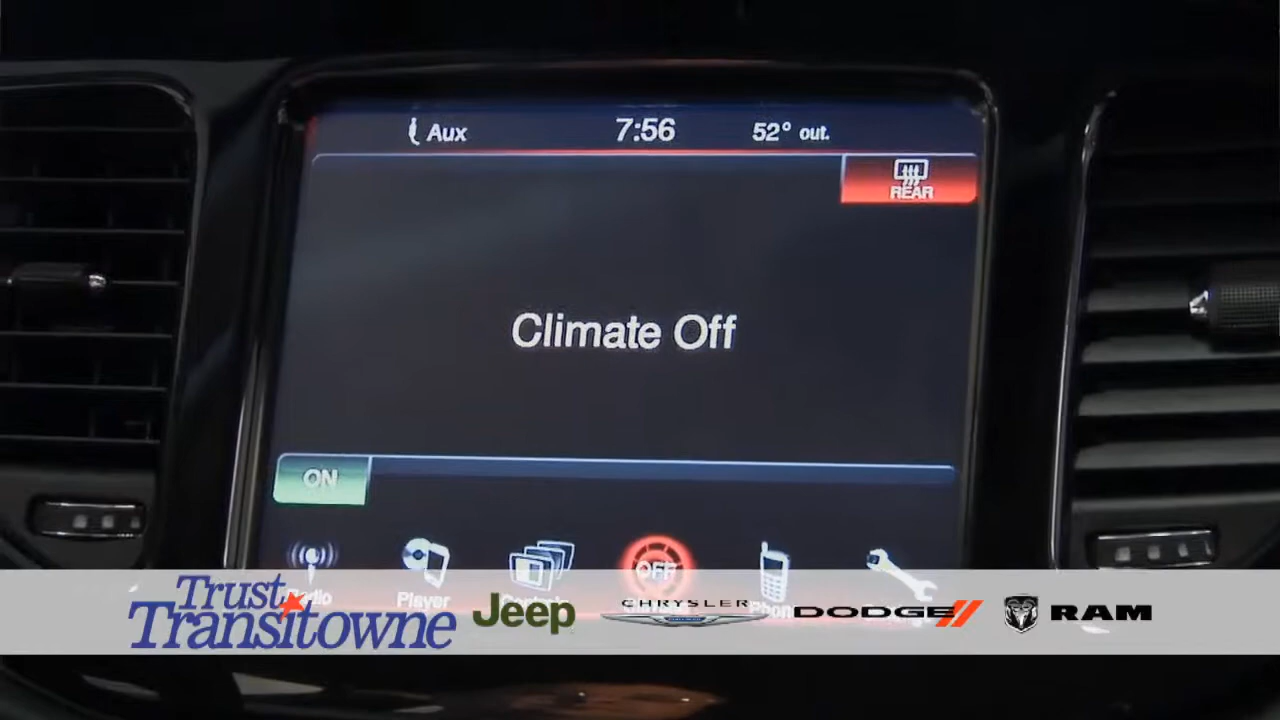 Aux 7:56 52° out.
REAR
Climate Off
ON
OFF
Player
Trust
Transitowne
Jeep
CHRYSLER
DODGE
RAM